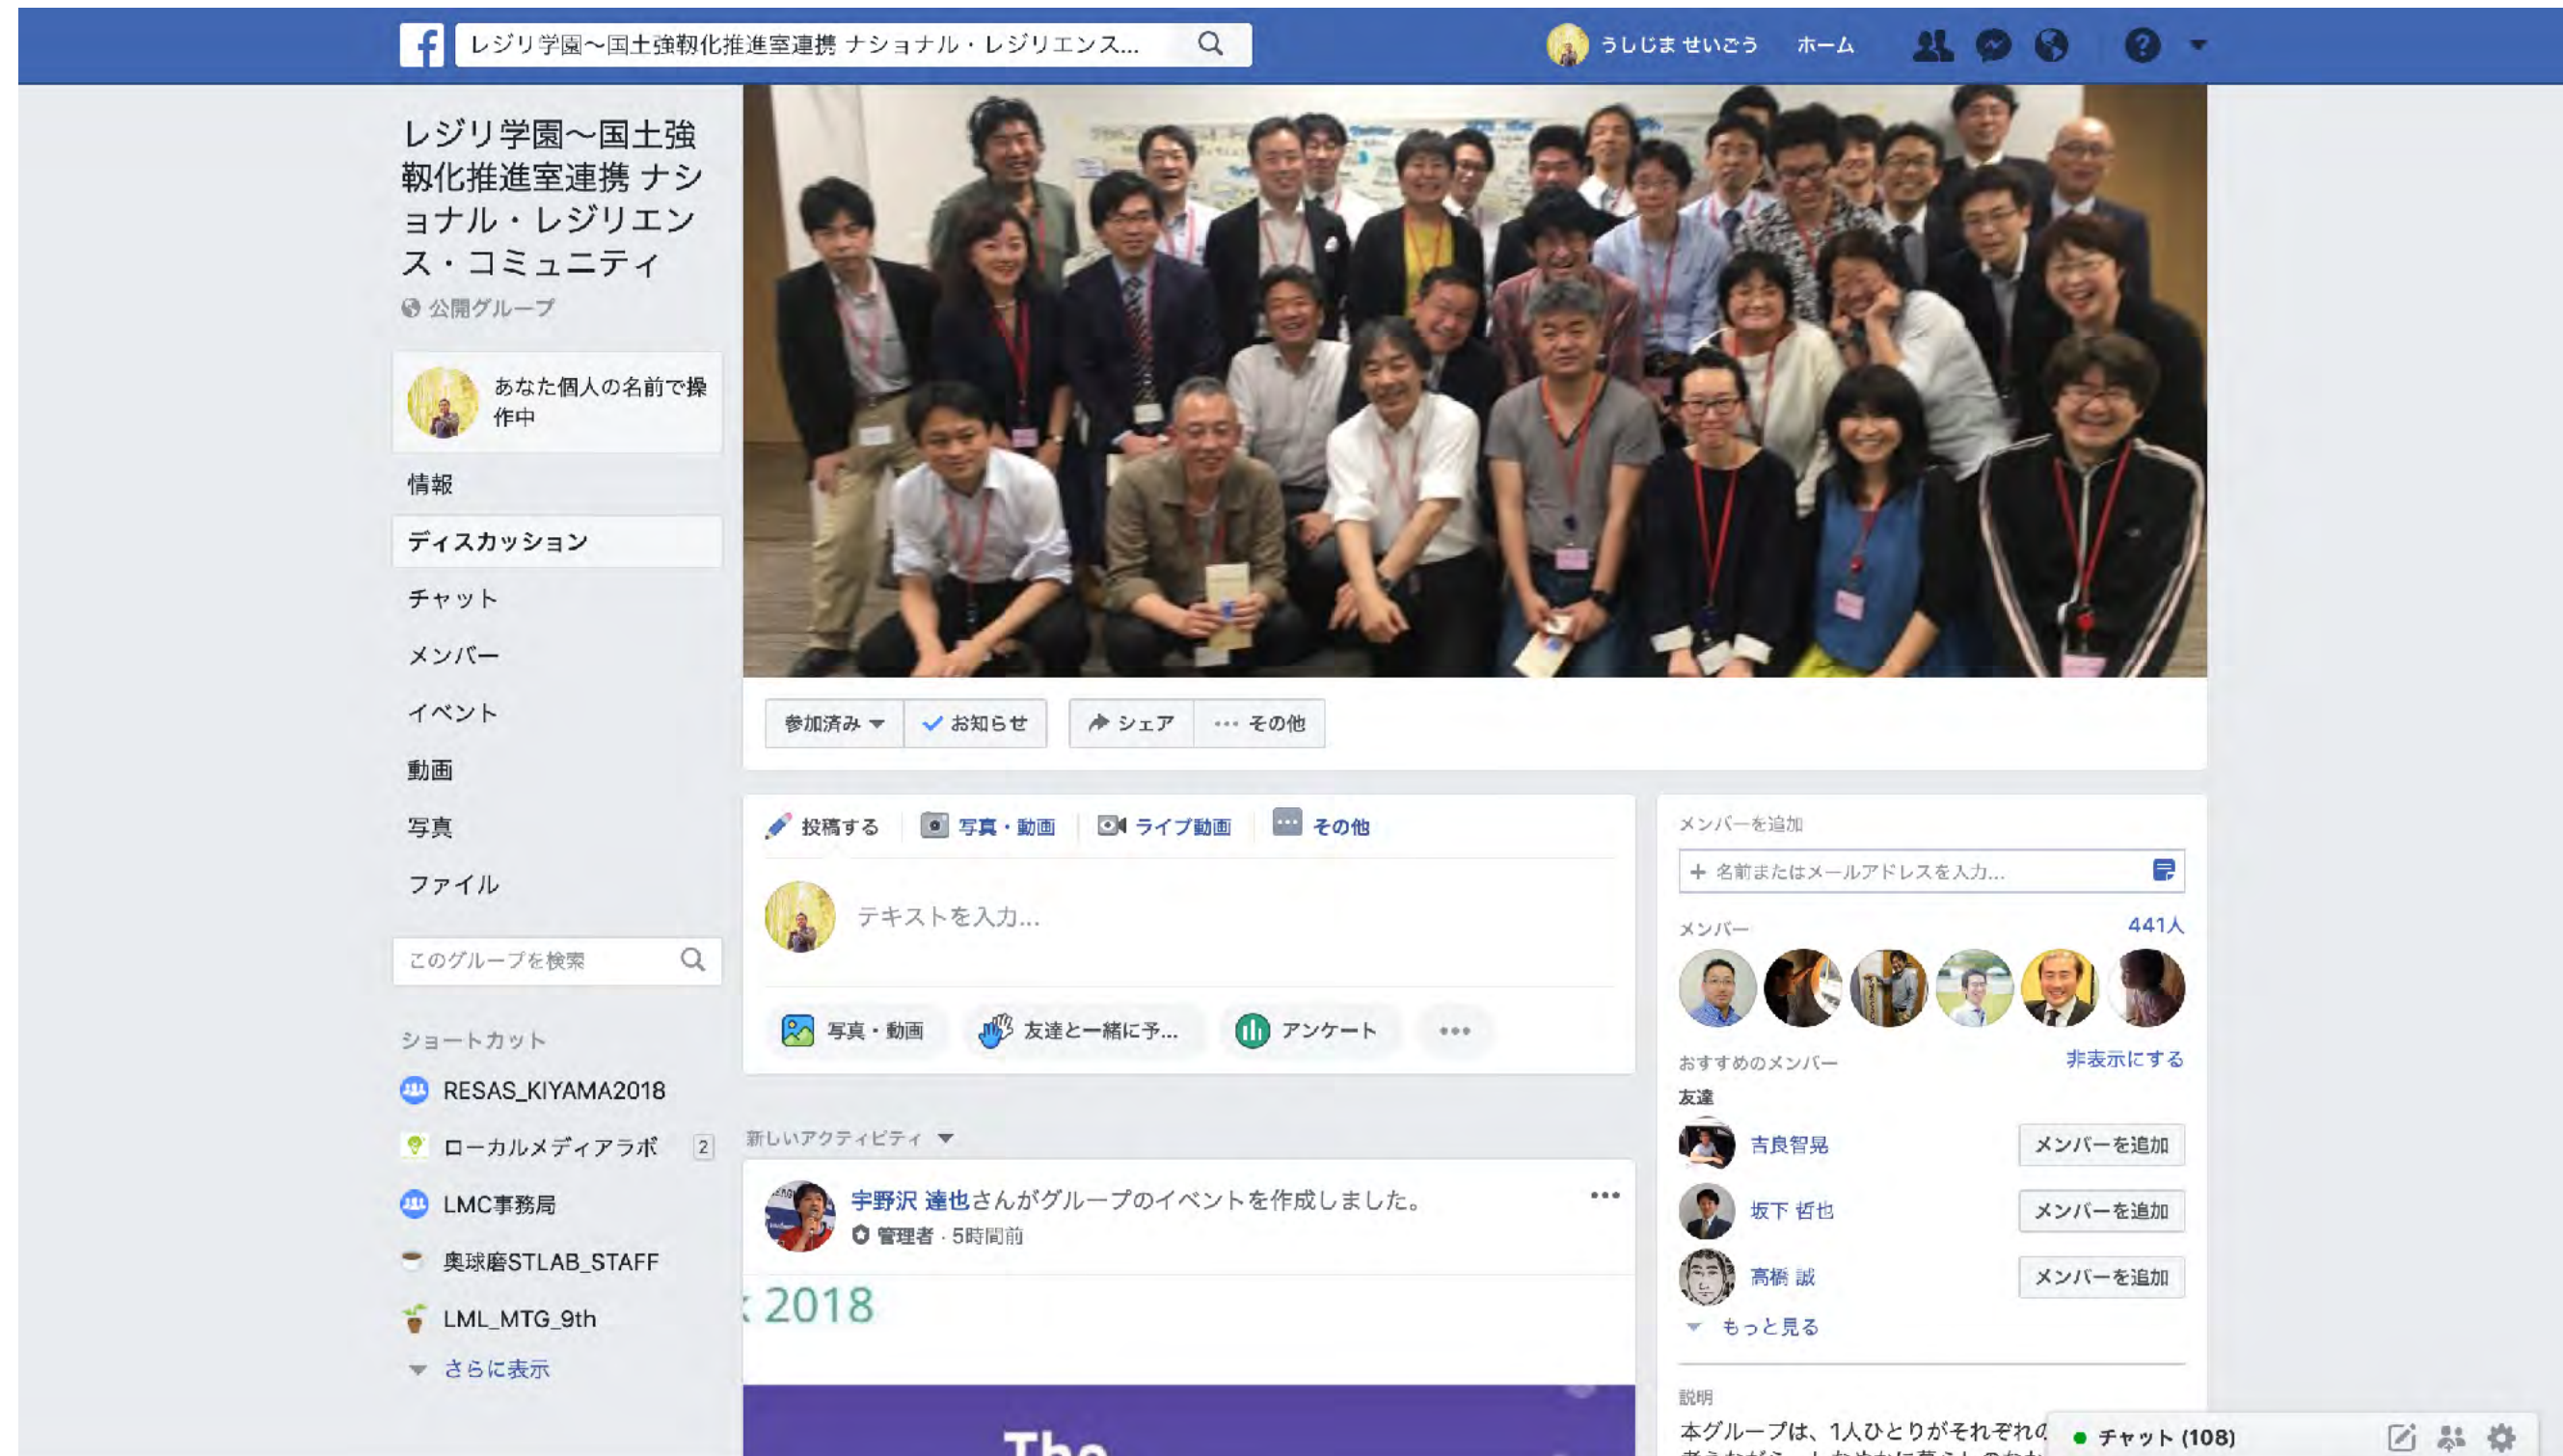 レジリ学園〜国土強靱化推進室連携 ナショナル・レジリエンス...
うしじま せいごう
ホーム
レジリ学園〜国土強
靱化推進室連携 ナシ
ョナル・レジリエン
ス・コミュニティ
公開グループ
あなた個人の名前で操
作中
情報
ディスカッション
チャット
メンバー
イベント
動画
写真
ファイル
このグループを検索
ショートカット
RESAS_KIYAMA2018
ローカルメディアラボ 2
LMC事務局
奥球磨STLAB_STAFF
LML_MTG_9th
さらに表示
参加済み
お知らせ
シェア
その他
投稿する
写真・動画
ライブ動画
その他
テキストを入力...
写真・動画
友達と一緒に予...
アンケート
新しいアクティビティ
宇野沢 達也さんがグループのイベントを作成しました。
管理者 · 5時間前
2018
The
メンバーを追加
+ 名前またはメールアドレスを入力...
メンバー 441人
おすすめのメンバー 非表示にする
友達
吉良智晃 メンバーを追加
坂下 哲也 メンバーを追加
高橋 誠 メンバーを追加
もっと見る
説明
本グループは、1人ひとりがそれぞれの
チャット (108)